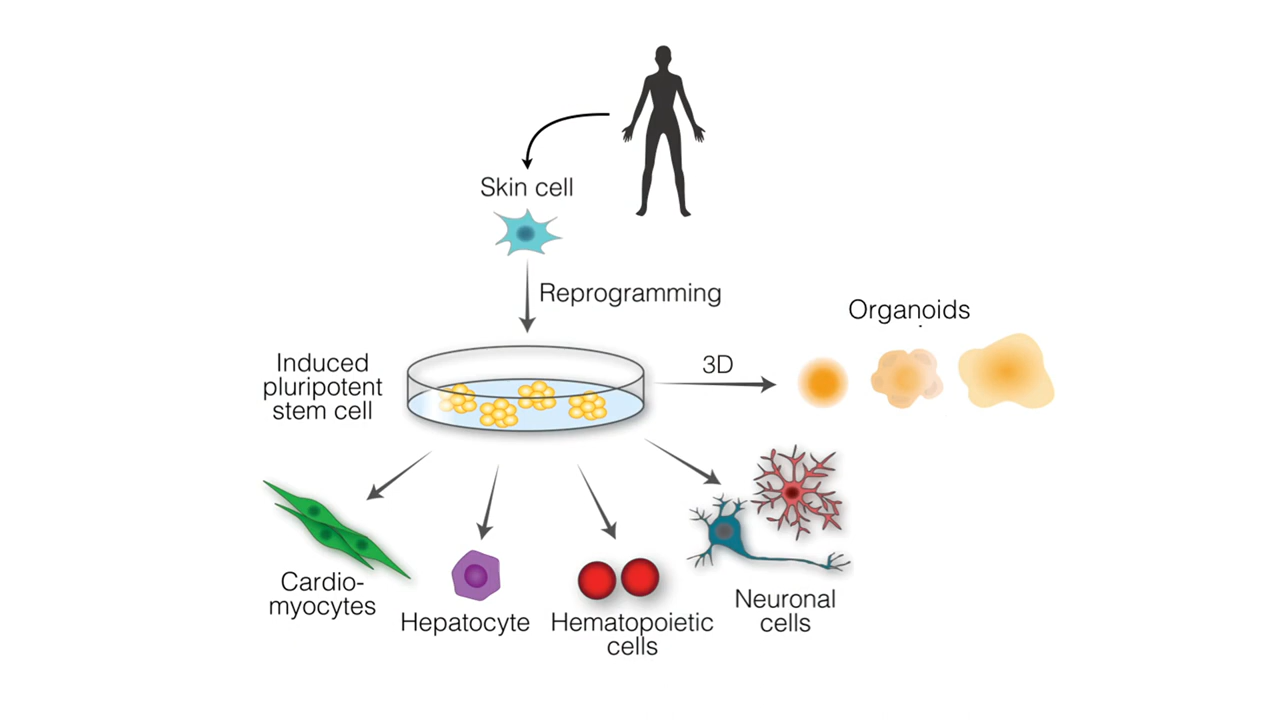 Skin cell
Reprogramming
Organoids
Induced
pluripotent
stem cell
3D
Cardio-
myocytes
Hepatocyte
Hematopoietic
cells
Neuronal
cells